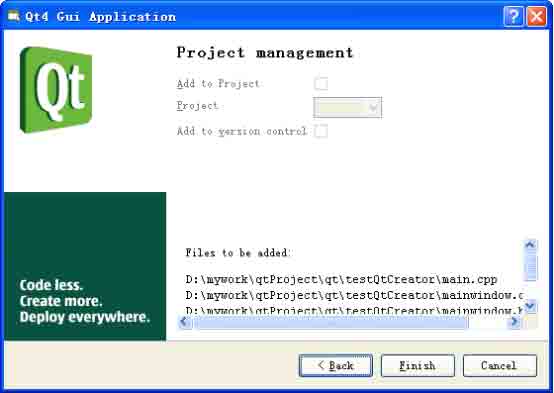 Qt4 Gui Application
Qt
Project management
Add to Project
Project
Add to version control
Code less.
Create more.
Deploy everywhere.
Files to be added:
D:\mywork\qtProject\qt\testQtCreator\main.cpp
D:\mywork\qtProject\qt\testQtCreator\mainwindow.c
D:\mywork\qtProject\qt\testQtCreator\mainwindow.h
< Back
Finish
Cancel